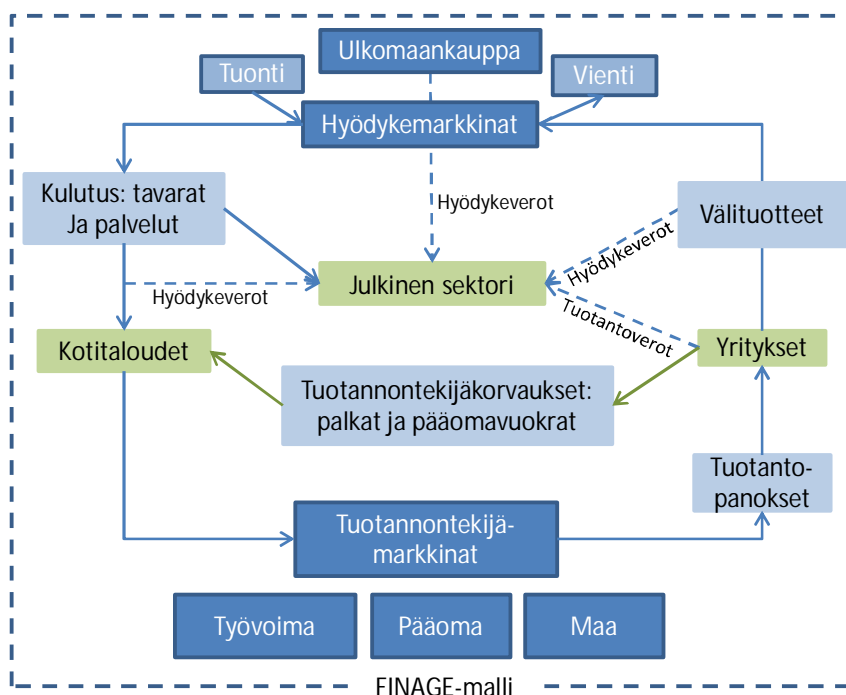 Ulkomaankauppa
Tuonti
Vienti
Hyödykemarkkinat
Kulutus: tavarat
Ja palvelut
Hyödykeverot
Välituotteet
Hyödykeverot
Julkinen sektori
Hyödykeverot
Tuotantoverot
Kotitaloudet
Yritykset
Tuotannontekijäkorvaukset:
palkat ja pääomavuokrat
Tuotanto-
panokset
Tuotannontekijä-
markkinat
Työvoima
Pääoma
Maa
FINAGE-malli